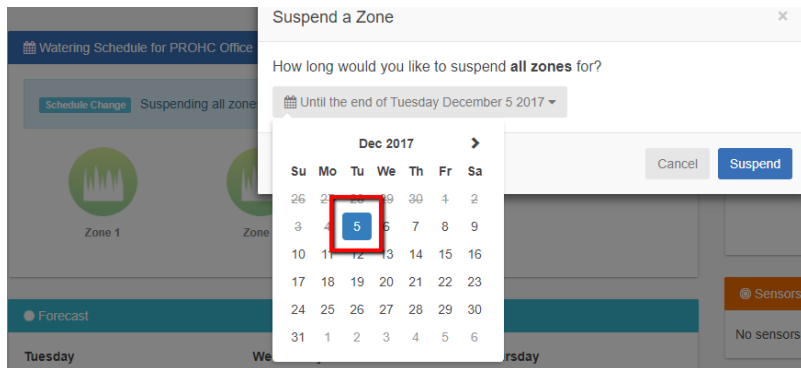 Suspend a Zone ×
Watering Schedule for PROHC Office
How long would you like to suspend all zones for?
Schedule Change Suspending all zone
Until the end of Tuesday December 5 2017
Dec 2017
Cancel Suspend
Su Mo Tu We Th Fr Sa
26 27 28 29 30 1 2
3 4 5 6 7 8 9
Zone 1 Zone
10 11 12 13 14 15 16
17 18 19 20 21 22 23
Sensors
24 25 26 27 28 29 30
Forecast
31 1 2 3 4 5 6
No sensors
Tuesday We rsday